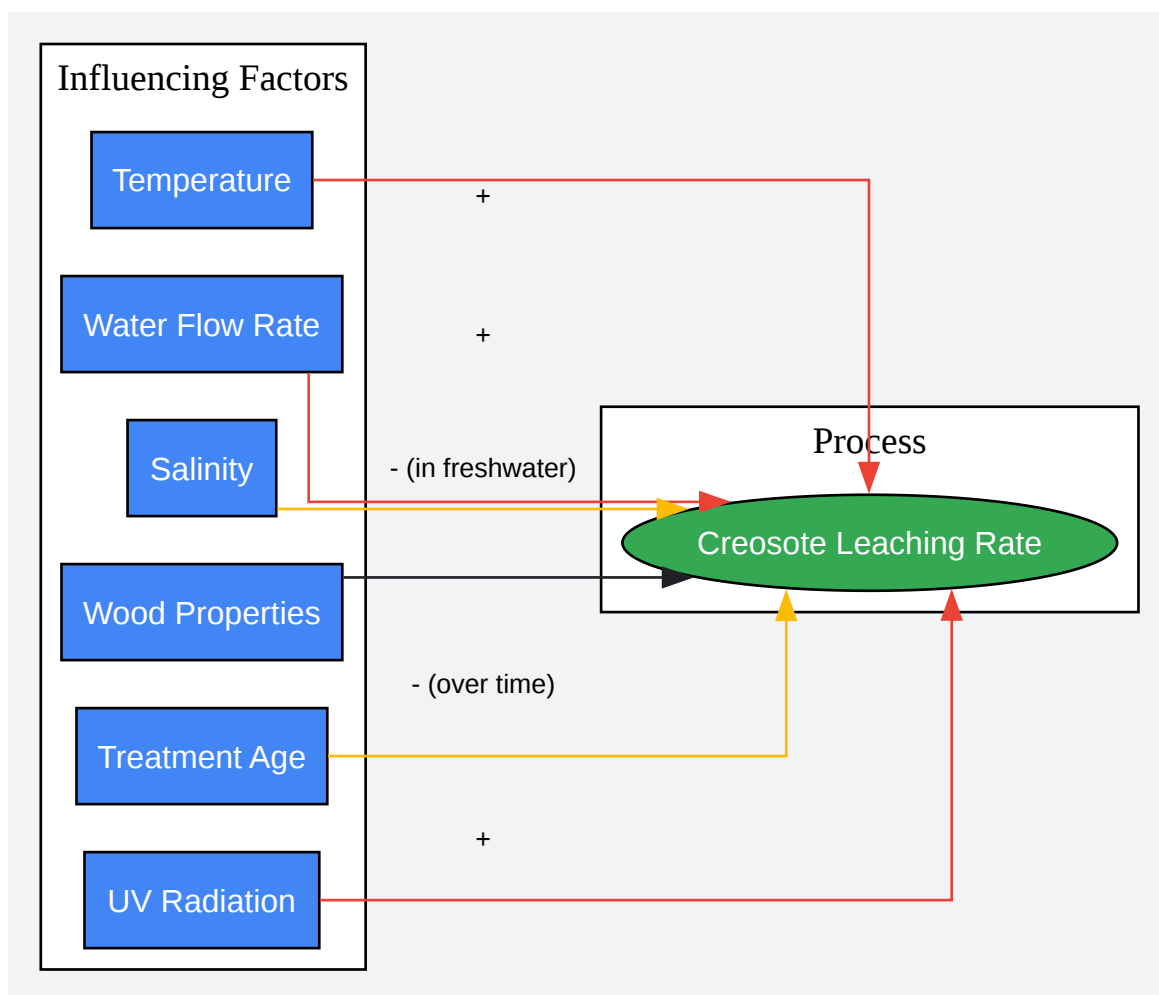 Influencing Factors
Temperature
+
Water Flow Rate
+
Salinity
- (in freshwater)
Process
Creosote Leaching Rate
Wood Properties
- (over time)
Treatment Age
+
UV Radiation